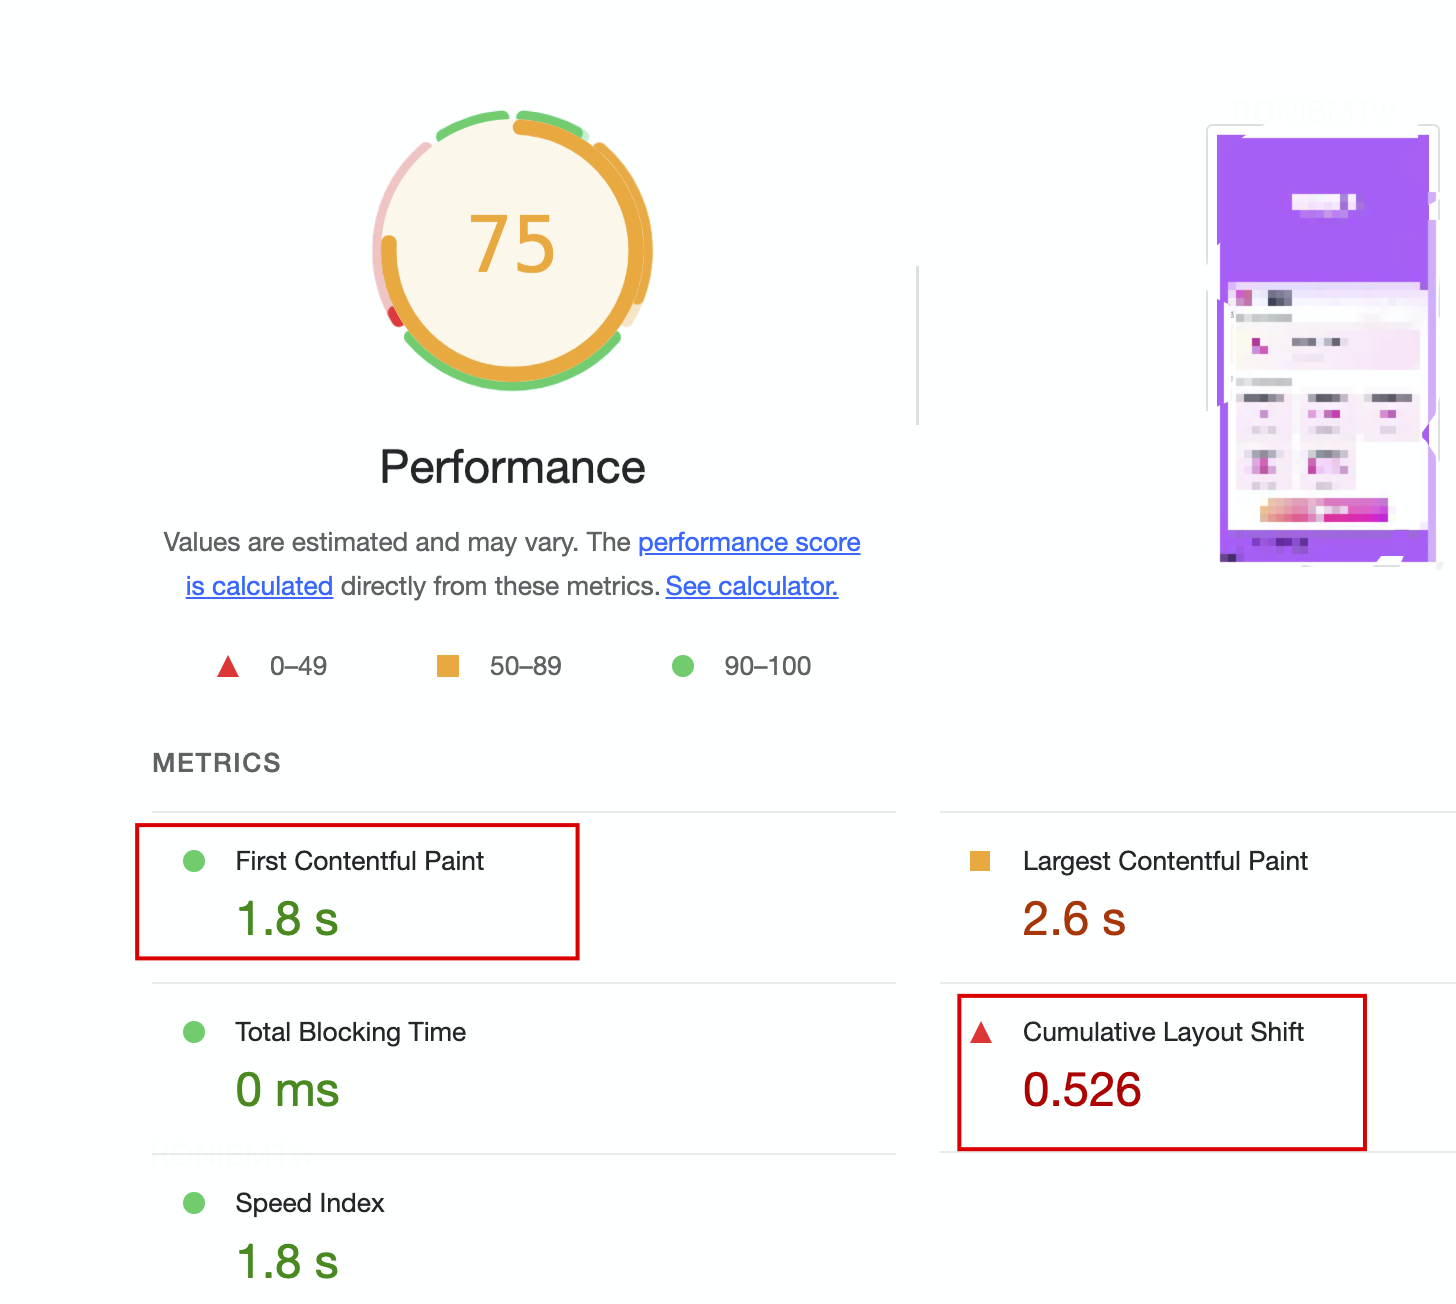 75
Performance
Values are estimated and may vary. The performance score
is calculated directly from these metrics. See calculator.
0–49
50–89
90–100
METRICS
First Contentful Paint
1.8 s
Largest Contentful Paint
2.6 s
Total Blocking Time
0 ms
Cumulative Layout Shift
0.526
Speed Index
1.8 s